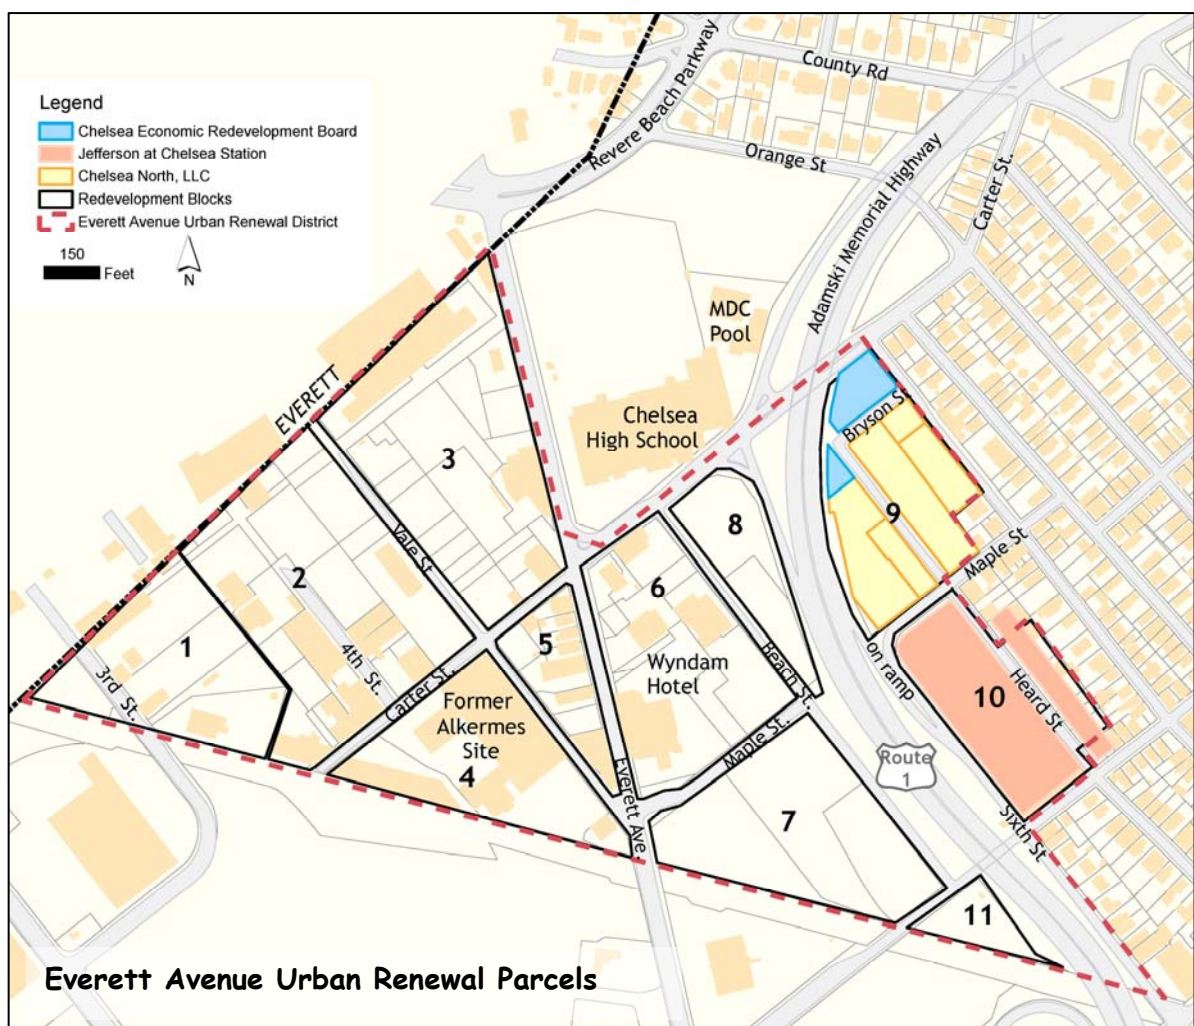 Legend
Chelsea Economic Redevelopment Board
Jefferson at Chelsea Station
Chelsea North, LLC
Redevelopment Blocks
Everett Avenue Urban Renewal District
150
Feet
N
County Rd
Revere Beach Parkway
Orange St
Carter St.
Adamski Memorial Highway
MDC
Pool
EVERETT
Chelsea
High School
Bryson St
3
8
9
Maple St
Vale St
2
6
5
1
4th St.
Wyndam
Hotel
Beach St.
on ramp
10
Heard St
3rd St.
Carter St.
Former
Alkermes
Site
4
Maple St.
Route
1
Everett Ave.
7
Sixth St
11
Everett Avenue Urban Renewal Parcels